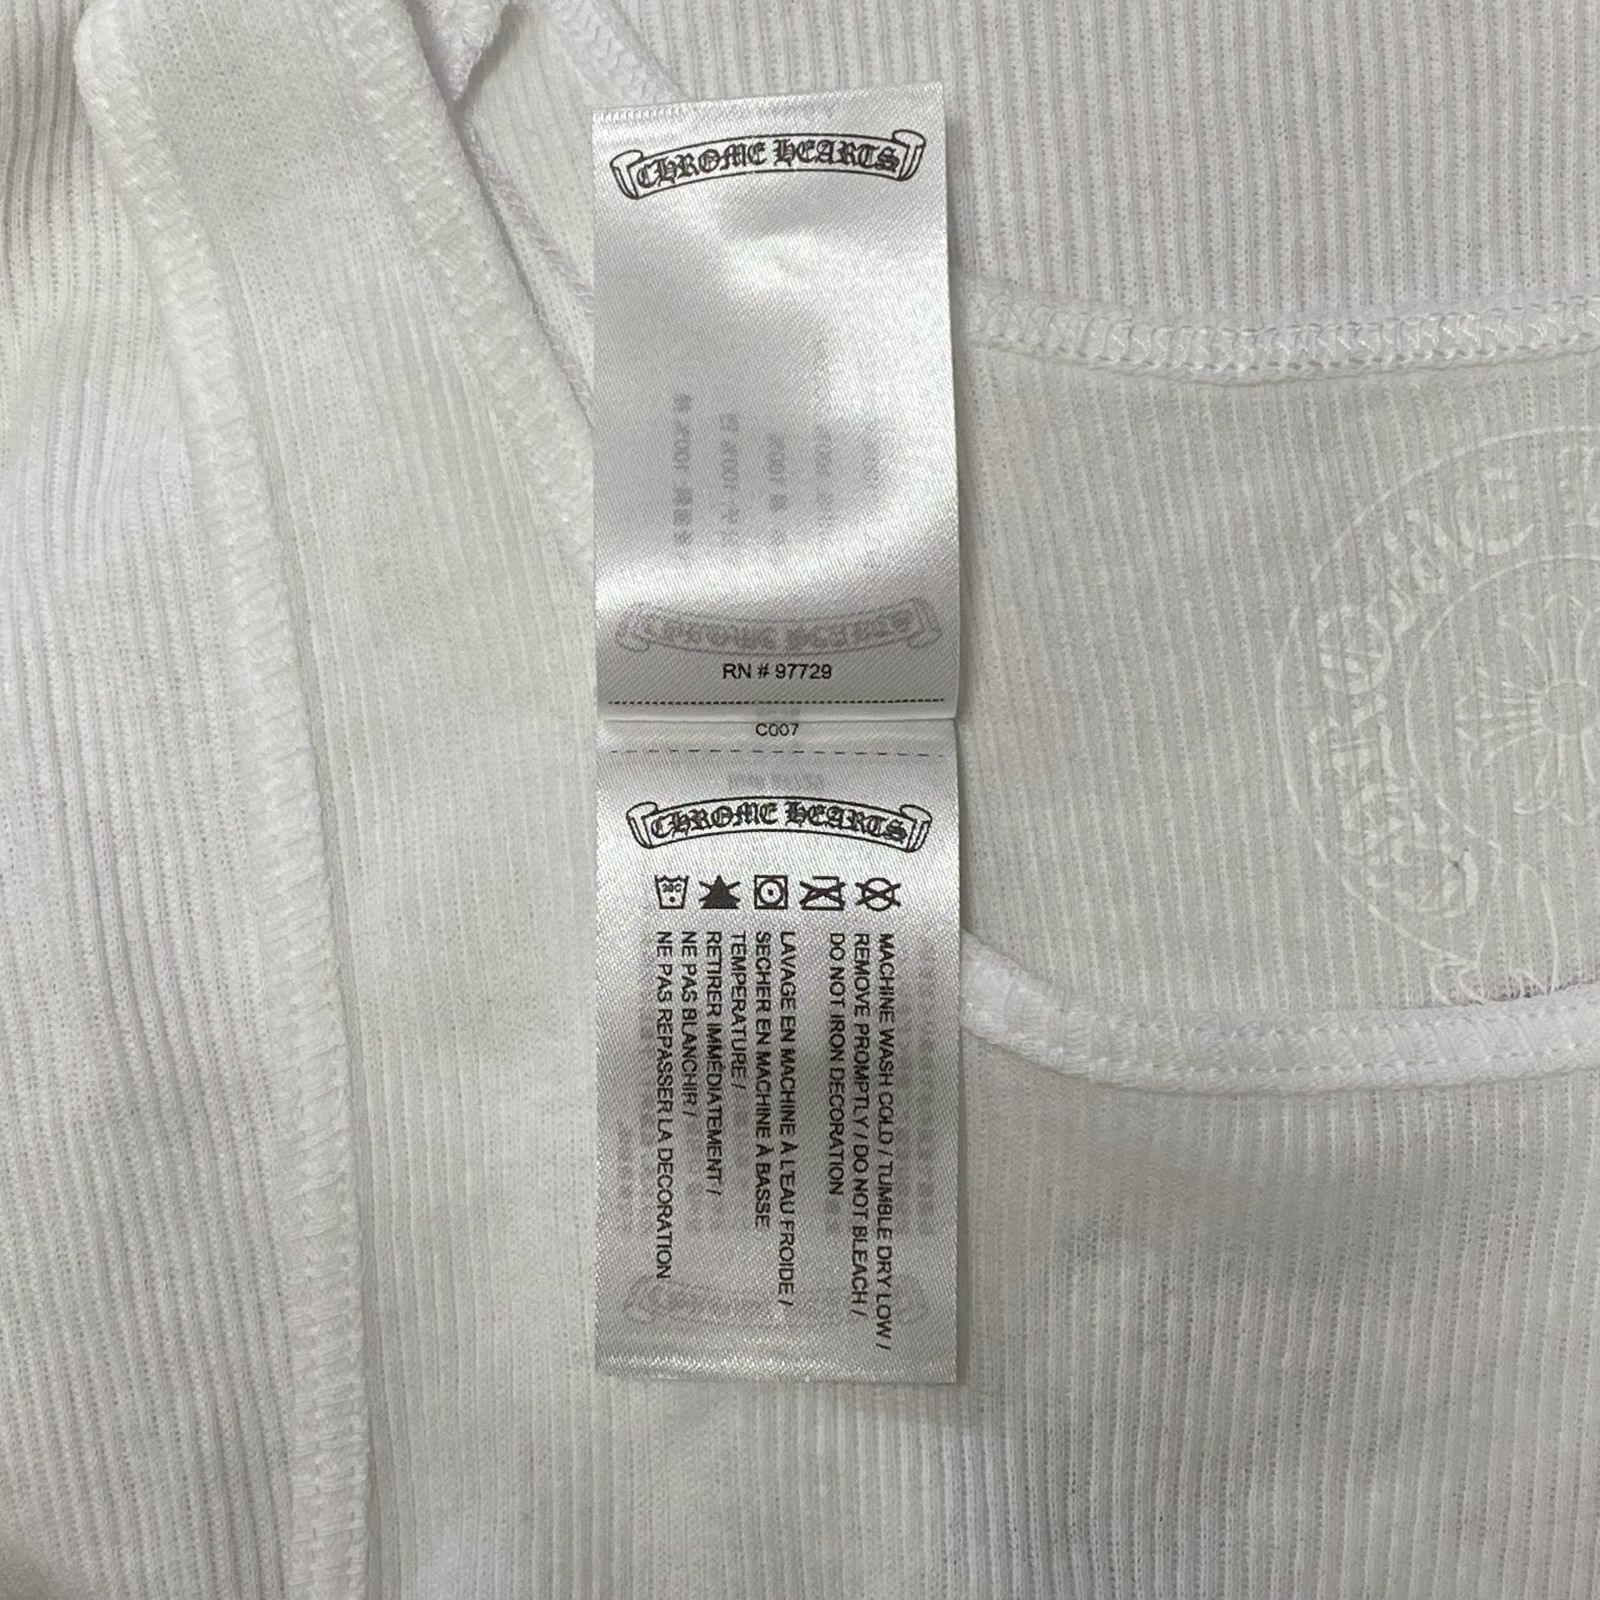 CHROME HEARTS
RN # 97729
C007
CHROME HEARTS
30C
MACHINE WASH COLD / TUMBLE DRY LOW /
REMOVE PROMPTLY / DO NOT BLEACH /
DO NOT IRON DECORATION
LAVAGE EN MACHINE À L'EAU FROIDE /
SECHER EN MACHINE À BASSE
TEMPERATURE /
RETIRER IMMÉDIATEMENT /
NE PAS BLANCHIR /
NE PAS REPASSER LA DECORATION